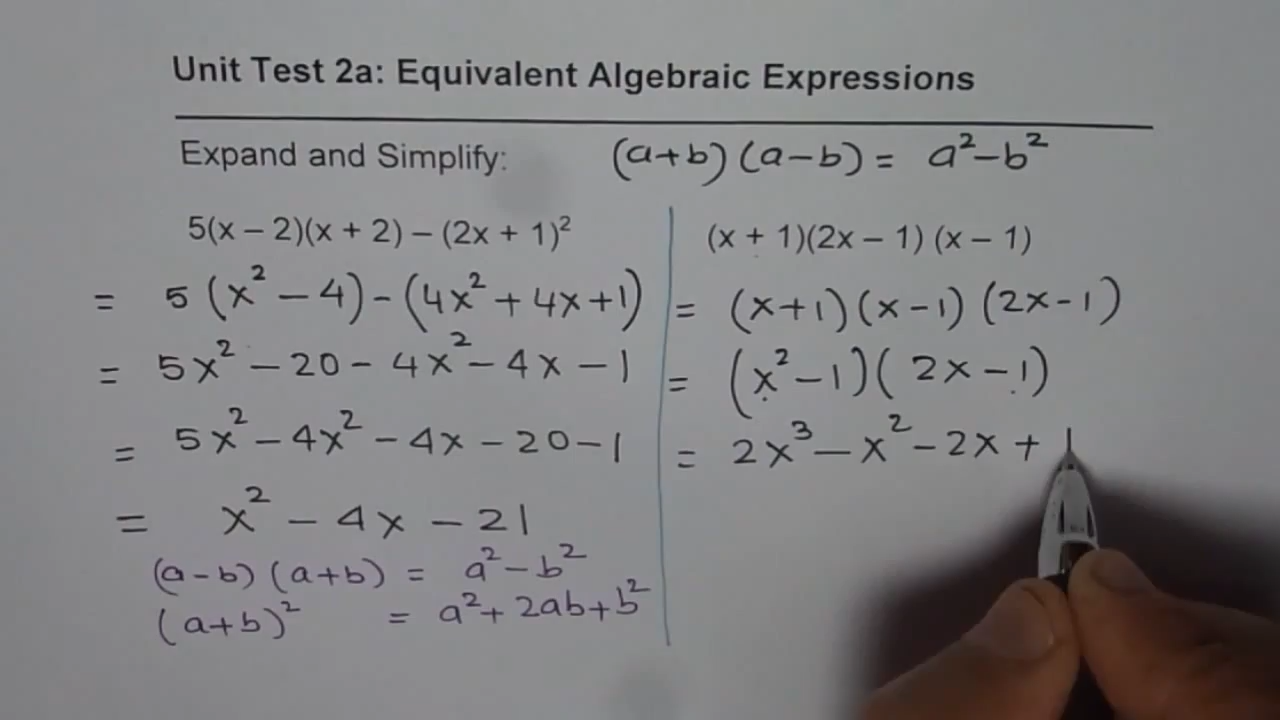 Unit Test 2a: Equivalent Algebraic Expressions
Expand and Simplify: (a+b)(a-b) = a²-b²
5(x – 2)(x + 2) – (2x + 1)²
= 5(x² - 4) - (4x² + 4x + 1)
= 5x² - 20 - 4x² - 4x - 1
= 5x² - 4x² - 4x - 20 - 1
= x² - 4x - 21
(a-b)(a+b) = a²-b²
(a+b)² = a²+2ab+b²
(x + 1)(2x – 1) (x – 1)
= (x+1)(x-1)(2x-1)
= (x²-1)(2x-1)
= 2x³ - x² - 2x + 1